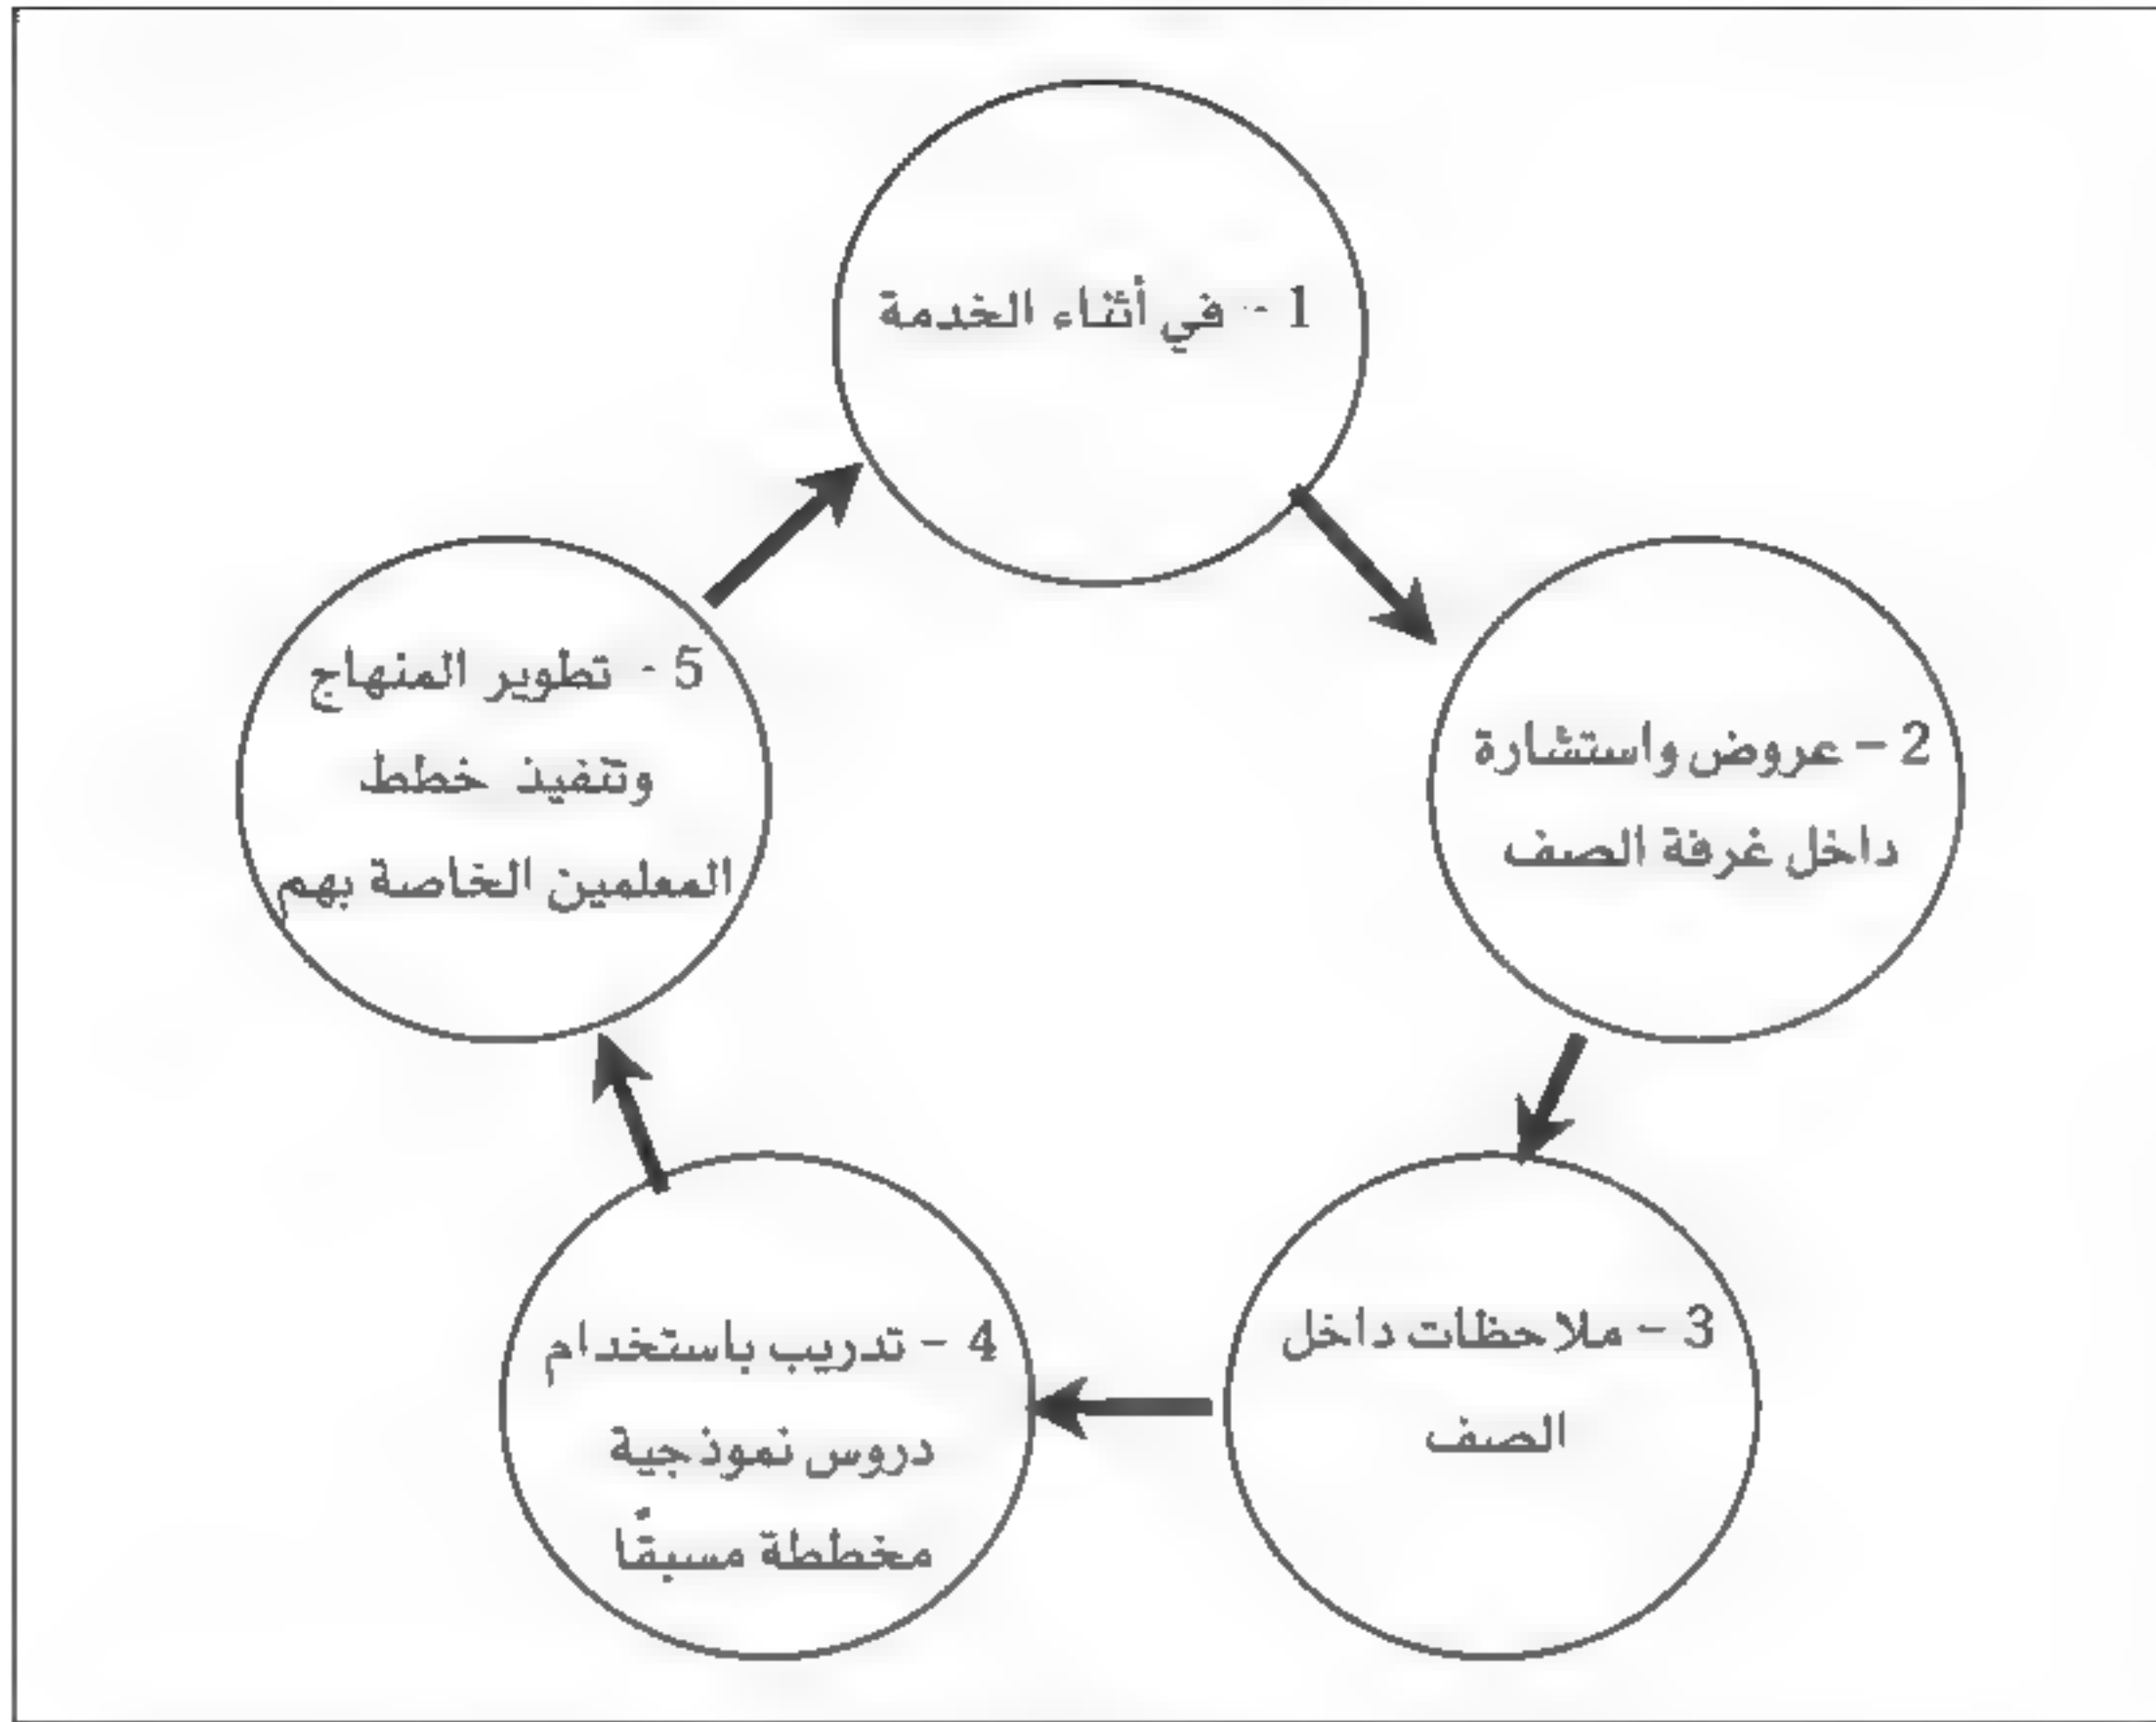 1 - في أثناء الخدمة
2 – عروض واستشارة
داخل غرفة الصف
3 – ملاحظات داخل
الصف
4 – تدريب باستخدام
دروس نموذجية
مخططة مسبقًا
5 - تطوير المنهاج
وتنفيذ خطط
المعلمين الخاصة بهم